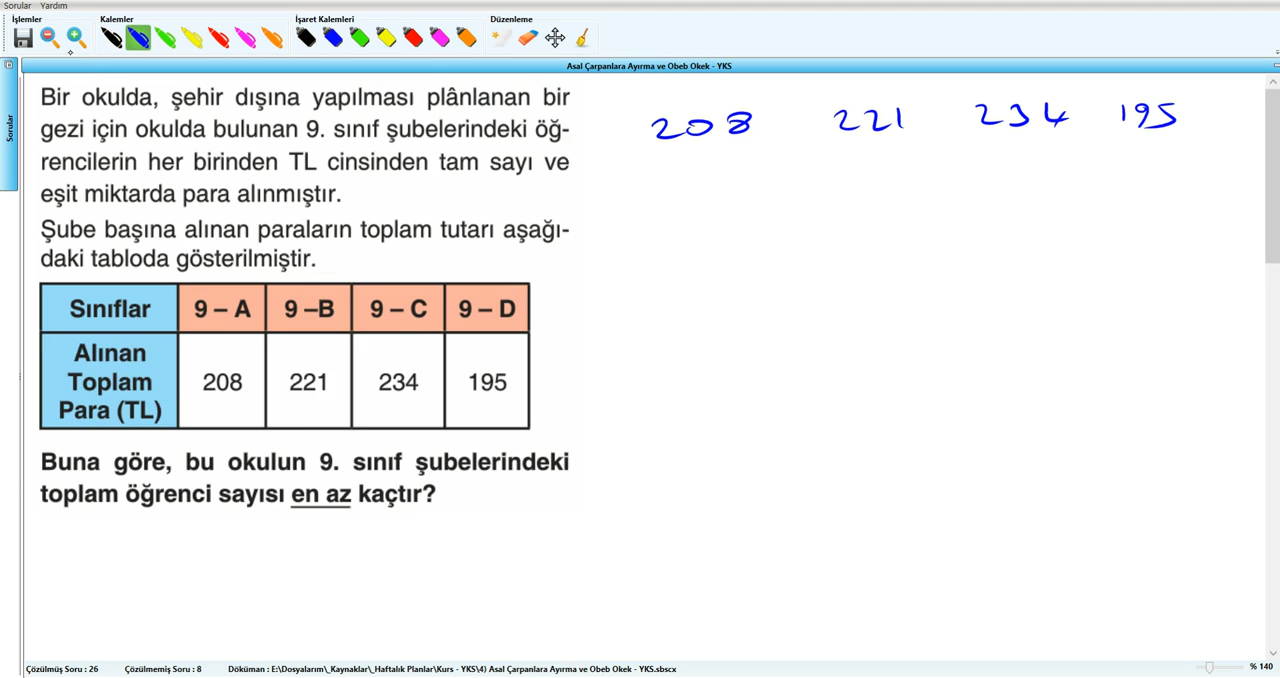 Sorular Yardım
İşlemler Kalemler İşaret Kalemleri Düzenleme
Asal Çarpanlara Ayırma ve Obeb Okek - YKS
Sorular
Bir okulda, şehir dışına yapılması plânlanan bir
gezi için okulda bulunan 9. sınıf şubelerindeki öğ-
rencilerin her birinden TL cinsinden tam sayı ve
eşit miktarda para alınmıştır.
Şube başına alınan paraların toplam tutarı aşağı-
daki tabloda gösterilmiştir.
Sınıflar 9 – A 9 –B 9 – C 9 – D
Alınan
Toplam
Para (TL) 208 221 234 195
Buna göre, bu okulun 9. sınıf şubelerindeki
toplam öğrenci sayısı en az kaçtır?
208 221 234 195
Çözülmüş Soru : 26 Çözülmemiş Soru : 8 Döküman : E:\Dosyalarım\_Kaynaklar\_Haftalık Planlar\Kurs - YKS\4) Asal Çarpanlara Ayırma ve Obeb Okek - YKS.sbscx % 140